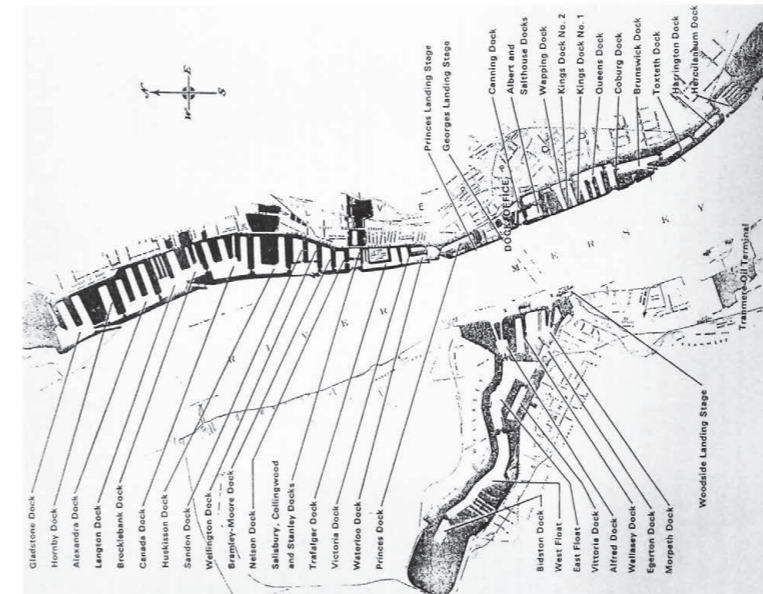 Gladstone Dock
Hornby Dock
Alexandra Dock
Langton Dock
Brocklebank Dock
Canada Dock
Huskisson Dock
Sandon Dock
Wellington Dock
Bramley-Moore Dock
Nelson Dock
Salisbury, Collingwood
and Stanley Docks
Trafalgar Dock
Victoria Dock
Waterloo Dock
Princes Dock
Princes Landing Stage
Georges Landing Stage
Canning Dock
Albert and
Salthouse Docks
Wapping Dock
Kings Dock No. 2
Kings Dock No. 1
Queens Dock
Coburg Dock
Brunswick Dock
Toxteth Dock
Harrington Dock
Herculaneum Dock
DOCK OFFICE
N
W E
S
RIVER
MERSEY
Bidston Dock
West Float
East Float
Vittoria Dock
Alfred Dock
Wallasey Dock
Egerton Dock
Morpeth Dock
Woodside Landing Stage
Tranmere Oil Terminal